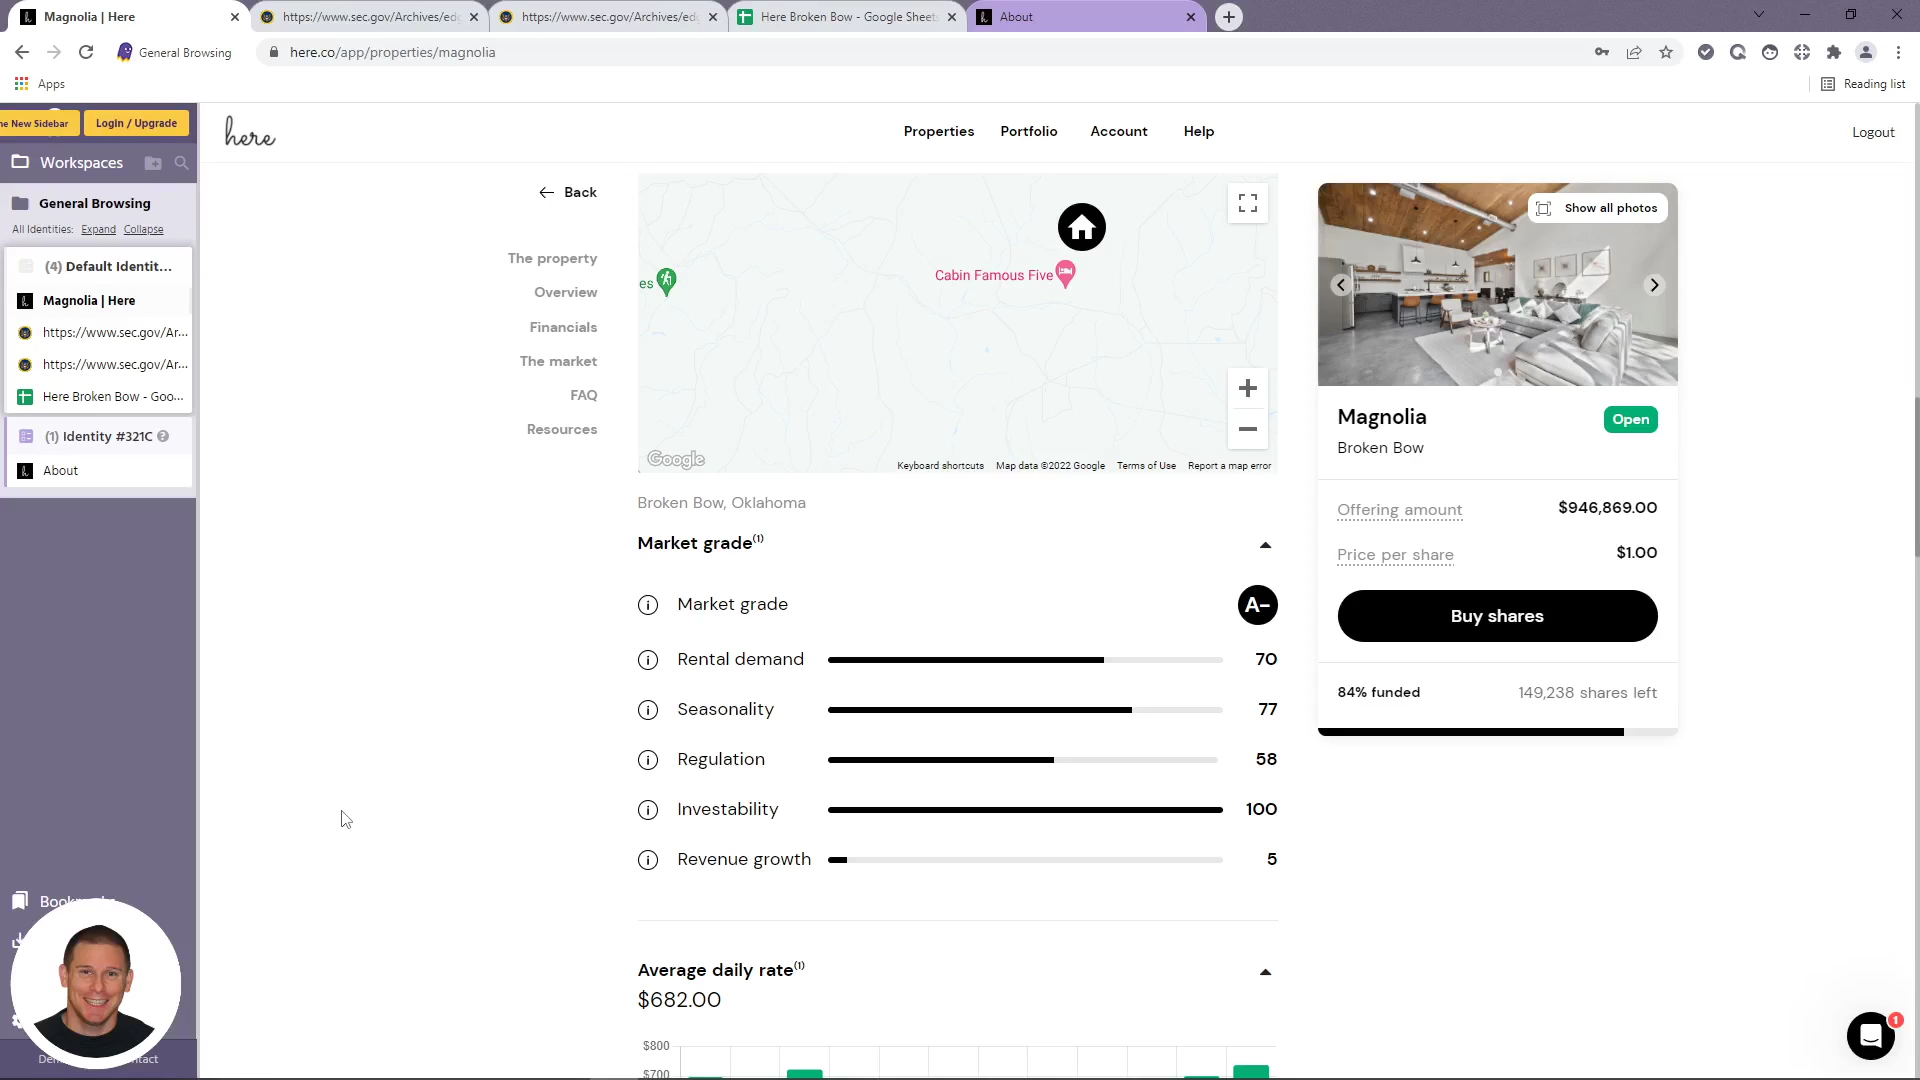 Magnolia | Here
https://www.sec.gov/Archives/edg
https://www.sec.gov/Archives/ed
Here Broken Bow - Google Sheets
About
General Browsing
here.co/app/properties/magnolia
Apps
Reading list
ne New Sidebar
Login / Upgrade
Workspaces
General Browsing
All Identities: Expand Collapse
(4) Default Identit...
Magnolia | Here
https://www.sec.gov/Ar...
https://www.sec.gov/Ar...
Here Broken Bow - Goo...
(1) Identity #321C
About
here
Properties
Portfolio
Account
Help
Logout
Back
The property
Overview
Financials
The market
FAQ
Resources
es
Cabin Famous Five
Google
Keyboard shortcuts
Map data ©2022 Google
Terms of Use
Report a map error
Broken Bow, Oklahoma
Market grade(1)
Market grade A-
Rental demand 70
Seasonality 77
Regulation 58
Investability 100
Revenue growth 5
Average daily rate(1)
$682.00
$800
$700
Show all photos
Magnolia
Open
Broken Bow
Offering amount $946,869.00
Price per share $1.00
Buy shares
84% funded 149,238 shares left
1